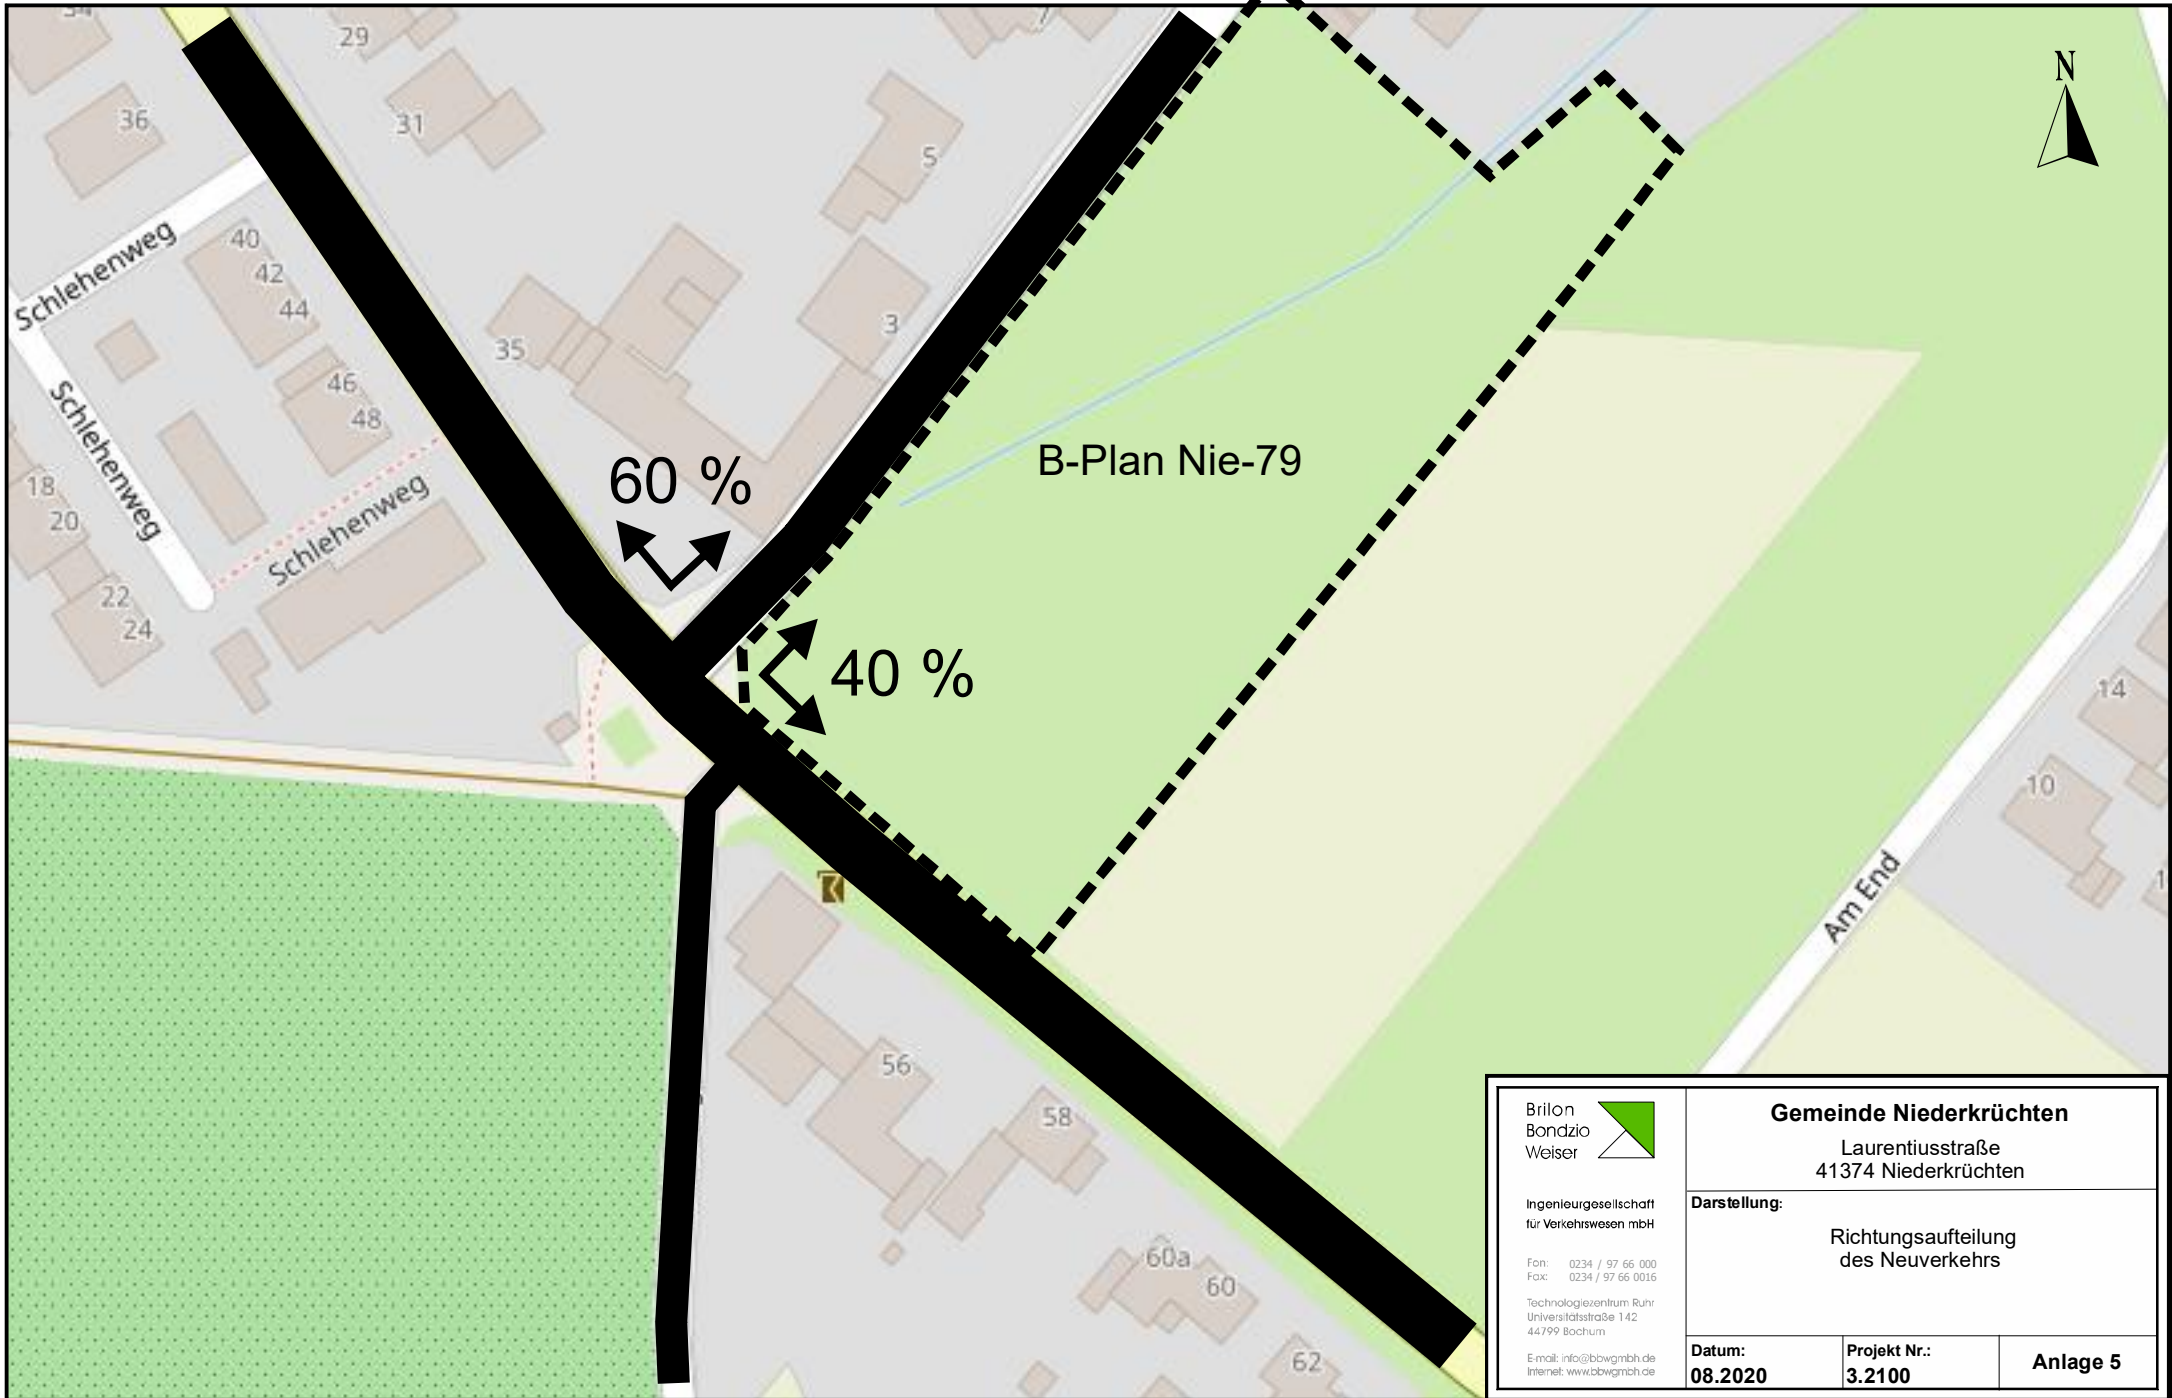 34
29
7
N
36
31
5
Schlehenweg
40
42
44
3
35
46
48
Schlehenweg
B-Plan Nie-79
60 %
18
20
Schlehenweg
22
24
40 %
14
10
1
Am End
56
58
60a
60
62
Brilon
Bondzio
Weiser
Ingenieurgesellschaft
für Verkehrswesen mbH
Fon: 0234 / 97 66 000
Fax: 0234 / 97 66 0016
Technologiezentrum Ruhr
Universitätsstraße 142
44799 Bochum
E-mail: info@bbwgmbh.de
Internet: www.bbwgmbh.de
Gemeinde Niederkrüchten
Laurentiusstraße
41374 Niederkrüchten
Darstellung:
Richtungsaufteilung
des Neuverkehrs
Datum:
08.2020
Projekt Nr.:
3.2100
Anlage 5